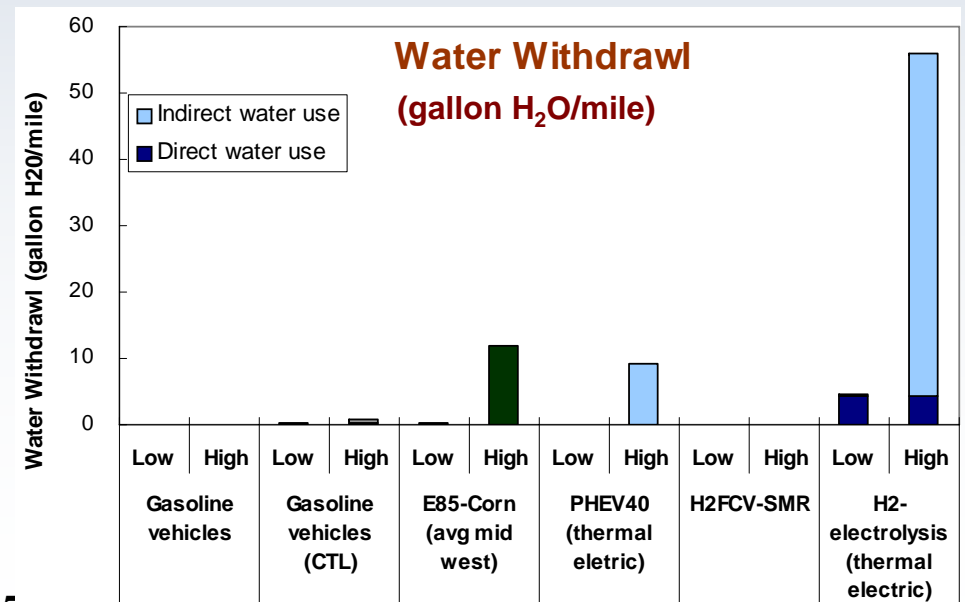 Water Withdrawl
(gallon H₂O/mile)
Indirect water use
Direct water use
Water Withdrawl (gallon H20/mile)
60
50
40
30
20
10
0
Low High Low High Low High Low High Low High Low High
Gasoline vehicles
Gasoline vehicles (CTL)
E85-Corn (avg mid west)
PHEV40 (thermal eletric)
H2FCV-SMR
H2-electrolysis (thermal electric)